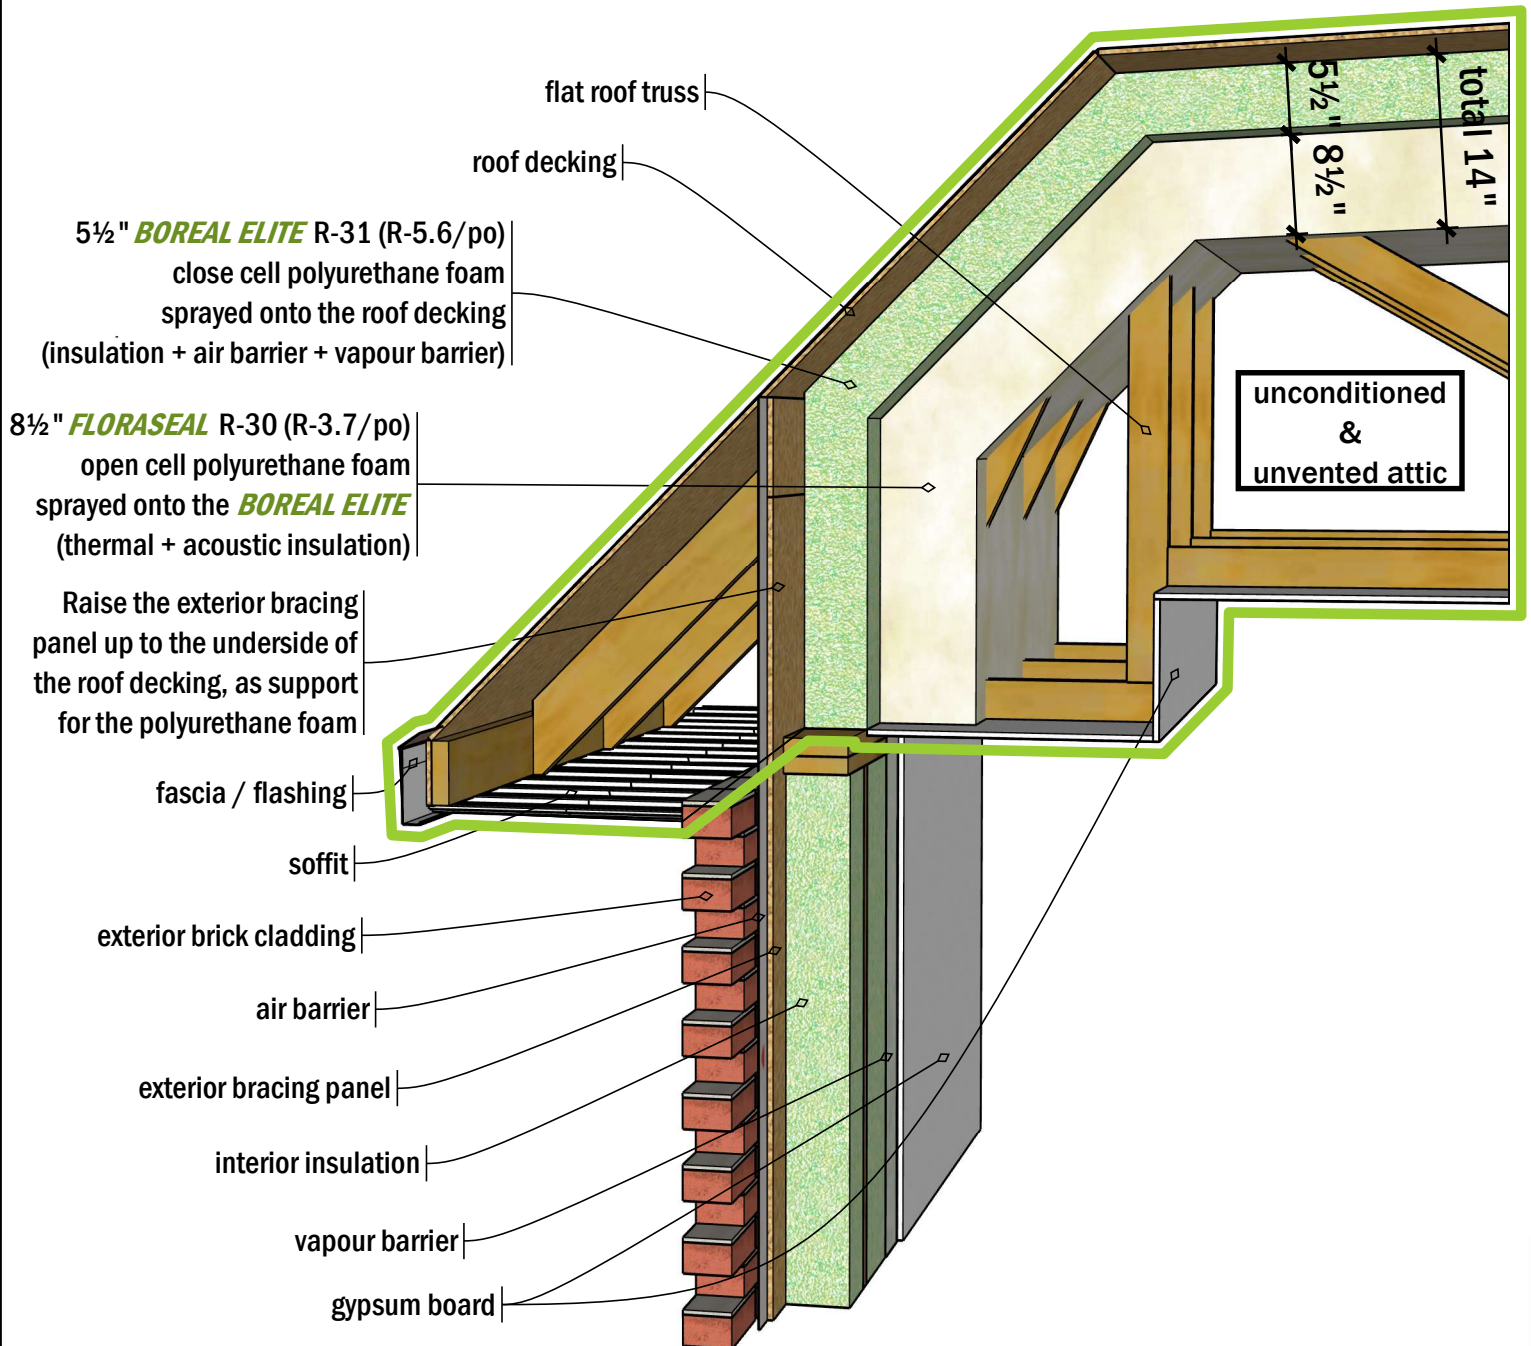 flat roof truss
roof decking
5½" BOREAL ELITE R-31 (R-5.6/po)
close cell polyurethane foam
sprayed onto the roof decking
(insulation + air barrier + vapour barrier)
8½" FLORASEAL R-30 (R-3.7/po)
open cell polyurethane foam
sprayed onto the BOREAL ELITE
(thermal + acoustic insulation)
Raise the exterior bracing
panel up to the underside of
the roof decking, as support
for the polyurethane foam
fascia / flashing
soffit
exterior brick cladding
air barrier
exterior bracing panel
interior insulation
vapour barrier
gypsum board
5½" 8½"
total 14"
unconditioned
&
unvented attic